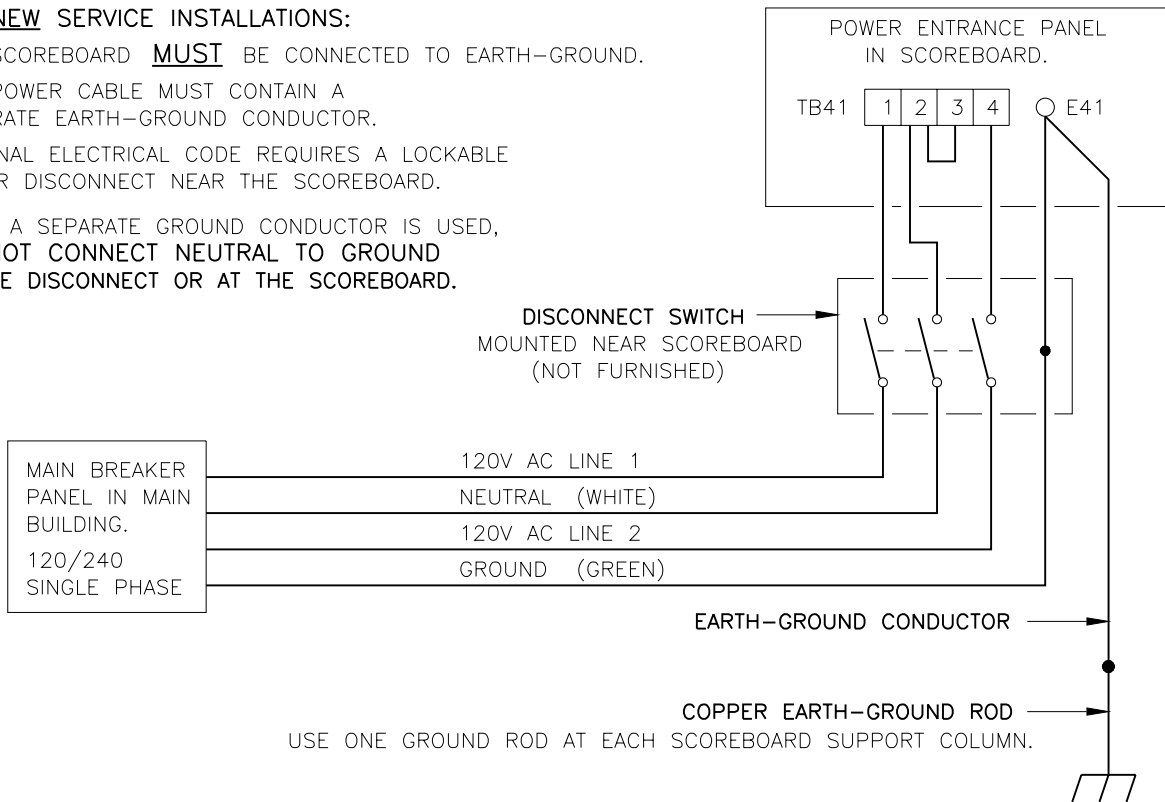 NEW SERVICE INSTALLATIONS:
SCOREBOARD MUST BE CONNECTED TO EARTH-GROUND.
POWER CABLE MUST CONTAIN A
RATE EARTH-GROUND CONDUCTOR.
NAL ELECTRICAL CODE REQUIRES A LOCKABLE
R DISCONNECT NEAR THE SCOREBOARD.
A SEPARATE GROUND CONDUCTOR IS USED,
NOT CONNECT NEUTRAL TO GROUND
E DISCONNECT OR AT THE SCOREBOARD.
POWER ENTRANCE PANEL
IN SCOREBOARD.
TB41 1 2 3 4 E41
DISCONNECT SWITCH
MOUNTED NEAR SCOREBOARD
(NOT FURNISHED)
MAIN BREAKER
PANEL IN MAIN
BUILDING.
120/240
SINGLE PHASE
120V AC LINE 1
NEUTRAL (WHITE)
120V AC LINE 2
GROUND (GREEN)
EARTH-GROUND CONDUCTOR
COPPER EARTH-GROUND ROD
USE ONE GROUND ROD AT EACH SCOREBOARD SUPPORT COLUMN.